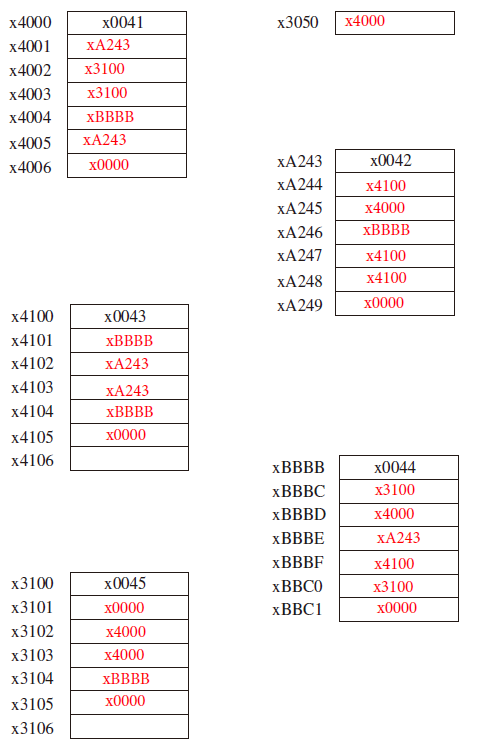 x4000 x0041
x4001 xA243
x4002 x3100
x4003 x3100
x4004 xBBBB
x4005 xA243
x4006 x0000
x3050 x4000
xA243 x0042
xA244 x4100
xA245 x4000
xA246 xBBBB
xA247 x4100
xA248 x4100
xA249 x0000
x4100 x0043
x4101 xBBBB
x4102 xA243
x4103 xA243
x4104 xBBBB
x4105 x0000
x4106
xBBBB x0044
xBBBC x3100
xBBBD x4000
xBBBE xA243
xBBBF x4100
xBBC0 x3100
xBBC1 x0000
x3100 x0045
x3101 x0000
x3102 x4000
x3103 x4000
x3104 xBBBB
x3105 x0000
x3106